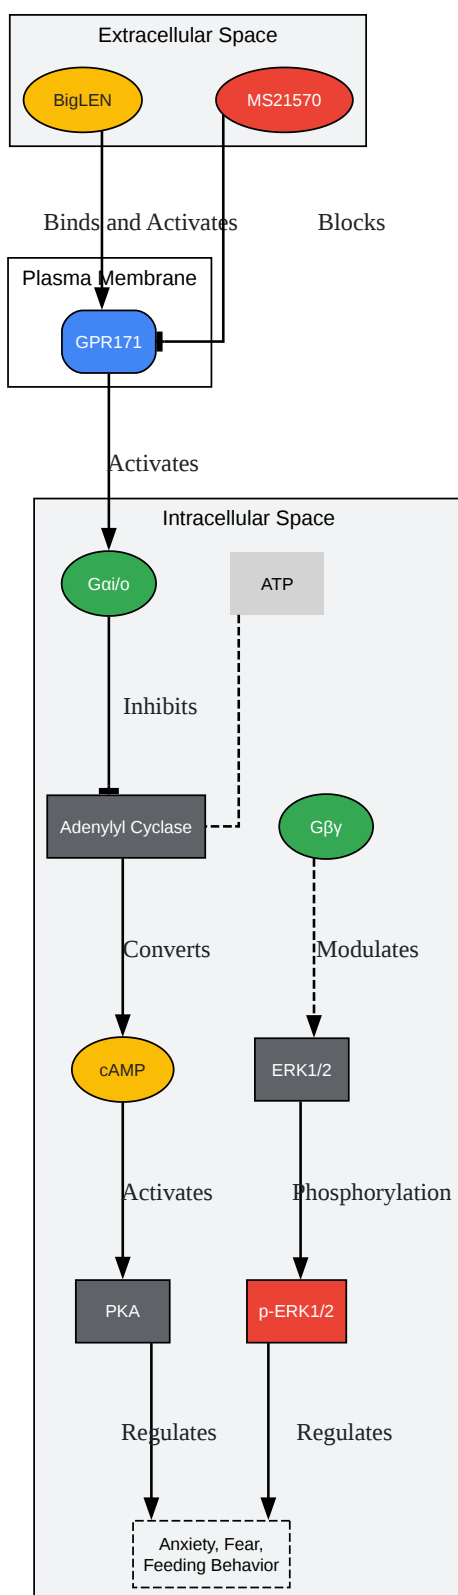 Extracellular Space
BigLEN
MS21570
Binds and Activates
Blocks
Plasma Membrane
GPR171
Activates
Intracellular Space
Gαi/o
ATP
Inhibits
Adenylyl Cyclase
Gβγ
Converts
Modulates
cAMP
ERK1/2
Activates
Phosphorylation
PKA
p-ERK1/2
Regulates
Regulates
Anxiety, Fear,
Feeding Behavior